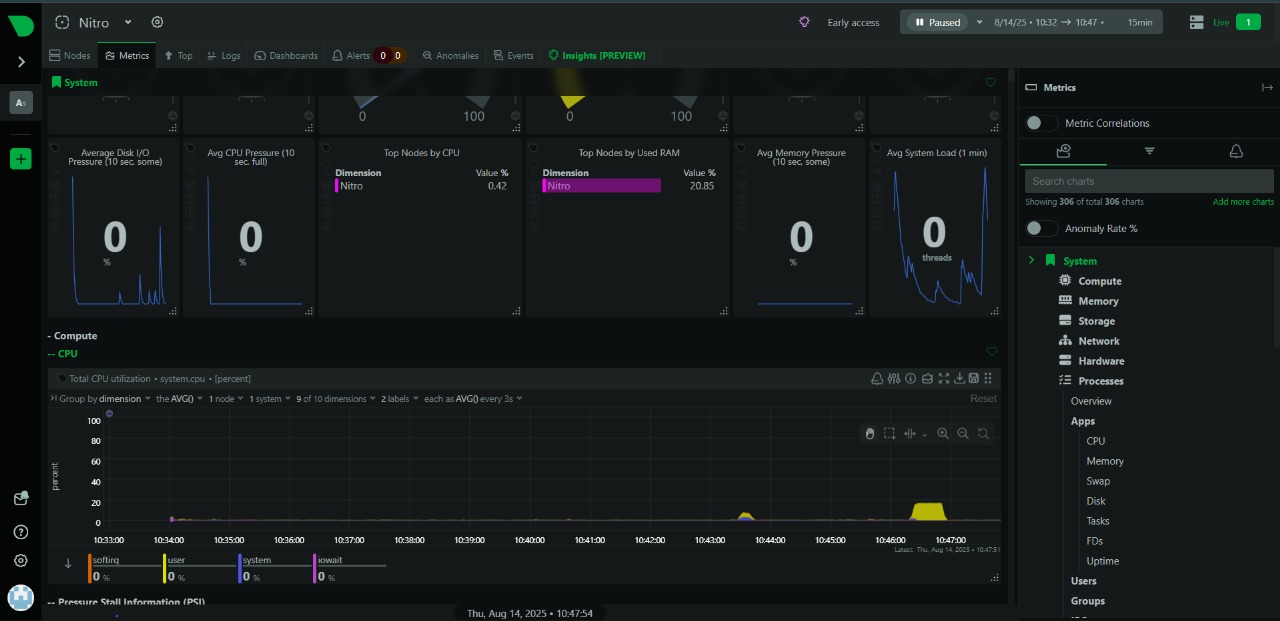 Nitro
Early access
Paused
8/14/25 • 10:32 → 10:47 •
15min
Live
1
Nodes
Metrics
Top
Logs
Dashboards
Alerts
0
0
Anomalies
Events
Insights [PREVIEW]
As
System
0
100
0
100
Average Disk I/O
Pressure (10 sec, some)
0
%
Avg CPU Pressure (10
sec, full)
0
%
Top Nodes by CPU
Dimension Value %
Nitro 0.42
Top Nodes by Used RAM
Dimension Value %
Nitro 20.85
Avg Memory Pressure
(10 sec, some)
0
%
Avg System Load (1 min)
0
threads
- Compute
-- CPU
Total CPU utilization • system.cpu • [percent]
Group by dimension the AVG() 1 node 1 system 9 of 10 dimensions 2 labels each as AVG() every 3s
Reset
100
80
60
40
20
0
percent
10:33:00 10:34:00 10:35:00 10:36:00 10:37:00 10:38:00 10:39:00 10:40:00 10:41:00 10:42:00 10:43:00 10:44:00 10:45:00 10:46:00 10:47:00
Latest: Thu, Aug 14, 2025 • 10:47:51
softirq
0 %
user
0 %
system
0 %
iowait
0 %
-- Pressure Stall Information (PSI)
Thu, Aug 14, 2025 • 10:47:54
Metrics
Metric Correlations
Search charts
Showing 306 of total 306 charts
Add more charts
Anomaly Rate %
System
Compute
Memory
Storage
Network
Hardware
Processes
Overview
Apps
CPU
Memory
Swap
Disk
Tasks
FDs
Uptime
Users
Groups